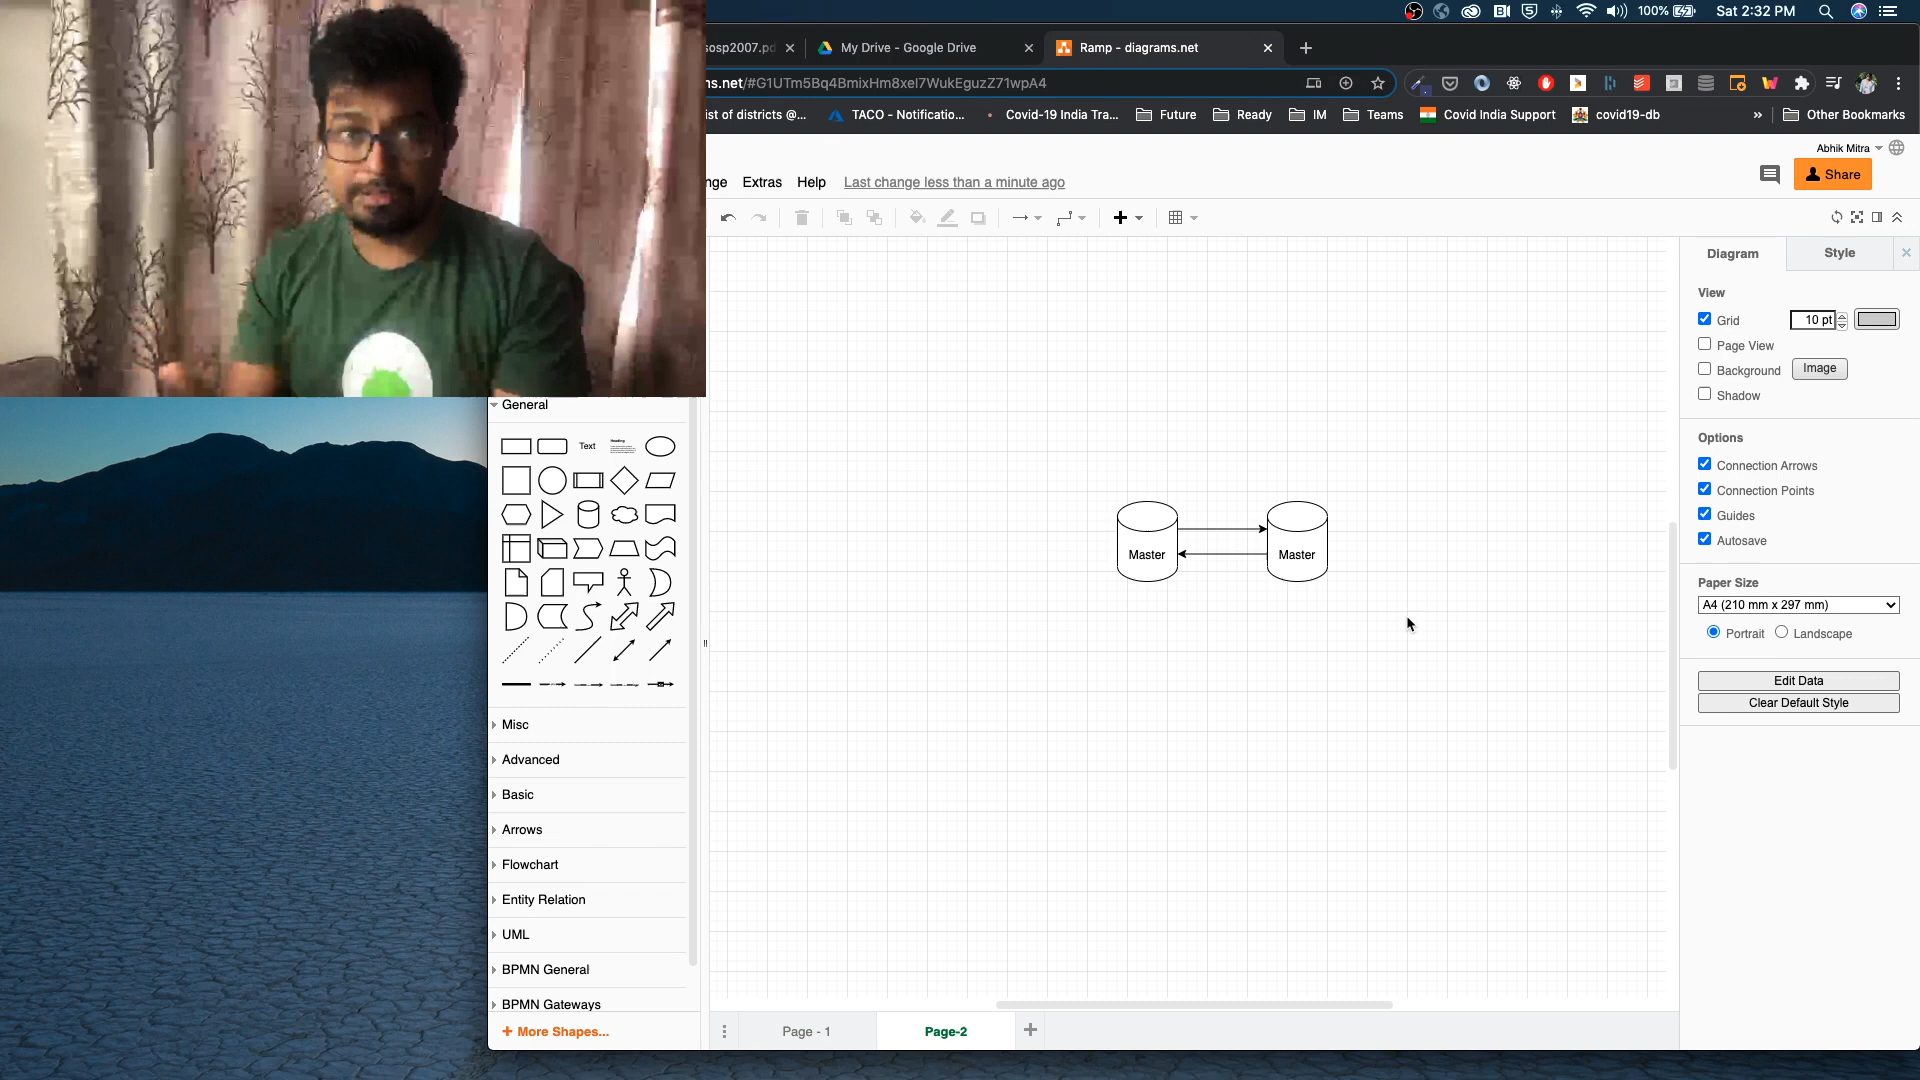 100%
Sat 2:32 PM
sosp2007.pd
My Drive - Google Drive
Ramp - diagrams.net
ns.net/#G1UTm5Bq4BmixHm8xeI7WukEguzZ71wpA4
ist of districts @...
TACO - Notificatio...
Covid-19 India Tra...
Future
Ready
IM
Teams
Covid India Support
covid19-db
»
Other Bookmarks
Abhik Mitra
nge
Extras
Help
Last change less than a minute ago
Share
Diagram
Style
View
Grid
10 pt
Page View
Background
Image
Shadow
General
Text
Heading
Options
Connection Arrows
Connection Points
Guides
Autosave
Master
Master
Paper Size
A4 (210 mm x 297 mm)
Portrait
Landscape
Edit Data
Clear Default Style
Misc
Advanced
Basic
Arrows
Flowchart
Entity Relation
UML
BPMN General
BPMN Gateways
+ More Shapes...
Page - 1
Page-2